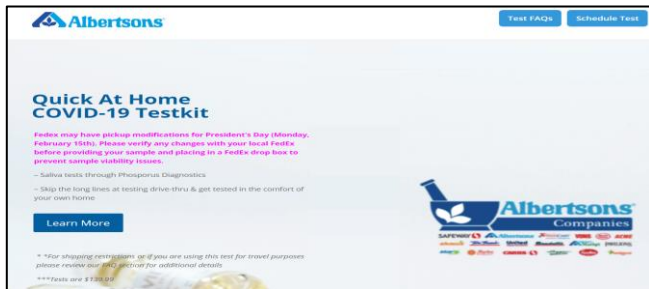 Albertsons
Test FAQs
Schedule Test
Quick At Home
COVID-19 Testkit
Fedex may have pickup modifications for President's Day (Monday,
February 15th). Please verify any changes with your local FedEx
before providing your sample and placing in a FedEx drop box to
prevent sample viability issues.
– Saliva tests through Phosporus Diagnostics
– Skip the long lines at testing drive-thru & get tested in the comfort of
your own home
Learn More
* *For shipping restrictions or if you are using this test for travel purposes
please review our FAQ section for additional details
***Tests are $139.99
Albertsons
Companies
SAFEWAY Albertsons VONS ACME
United